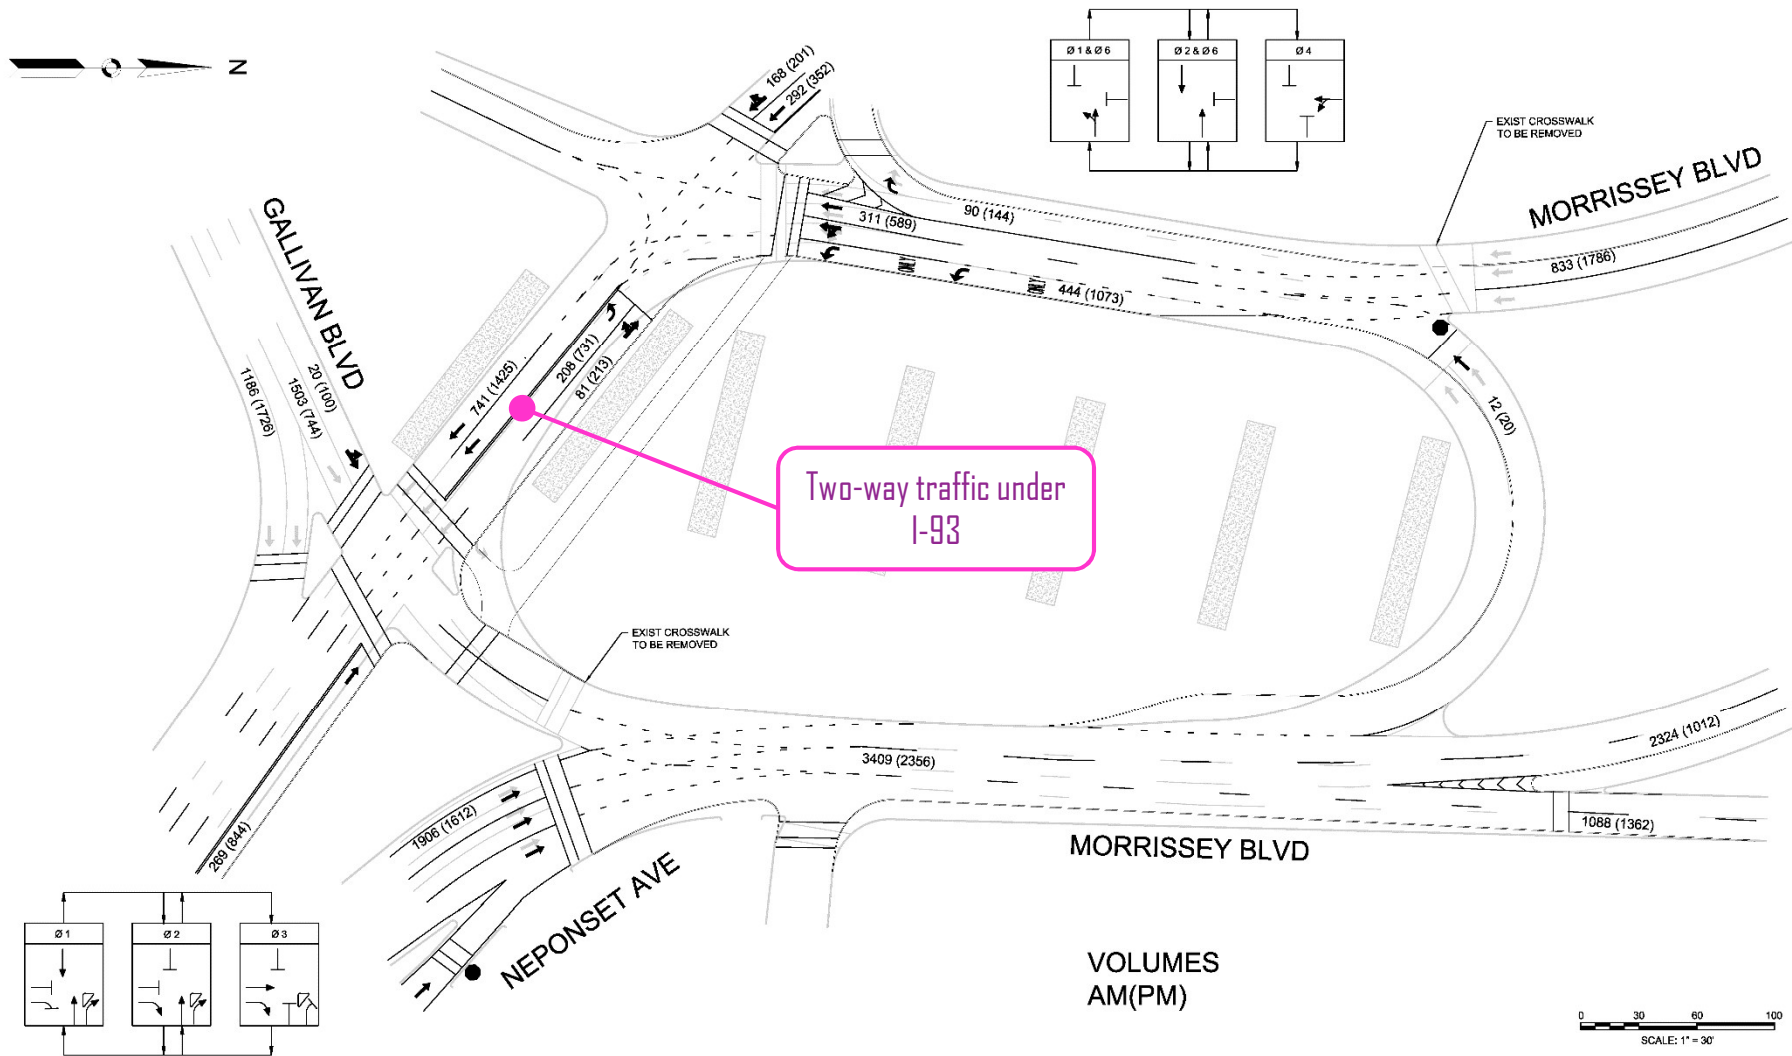 N
168 (201)
292 (352)
Ø 1 & Ø 6
Ø 2 & Ø 6
Ø 4
EXIST CROSSWALK
TO BE REMOVED
MORRISSEY BLVD
GALLIVAN BLVD
90 (144)
311 (589)
ONLY
ONLY
444 (1073)
833 (1786)
1186 (1726)
1503 (744)
20 (100)
741 (1425)
208 (731)
81 (213)
12 (20)
Two-way traffic under
I-93
EXIST CROSSWALK
TO BE REMOVED
2324 (1012)
3409 (2356)
1906 (1612)
269 (844)
1088 (1362)
MORRISSEY BLVD
NEPONSET AVE
Ø 1
Ø 2
Ø 3
VOLUMES
AM(PM)
0 30 60 100
SCALE: 1" = 30'